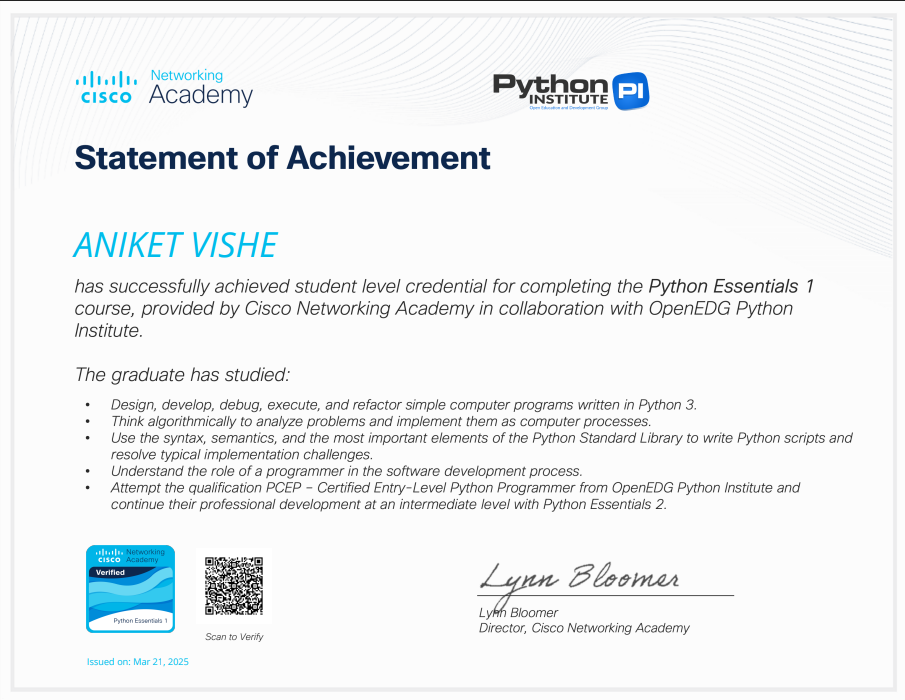 Networking
CISCO Academy
Python
INSTITUTE
PI
Open Education and Development Group
Statement of Achievement
ANIKET VISHE
has successfully achieved student level credential for completing the Python Essentials 1
course, provided by Cisco Networking Academy in collaboration with OpenEDG Python
Institute.
The graduate has studied:
• Design, develop, debug, execute, and refactor simple computer programs written in Python 3.
• Think algorithmically to analyze problems and implement them as computer processes.
• Use the syntax, semantics, and the most important elements of the Python Standard Library to write Python scripts and
resolve typical implementation challenges.
• Understand the role of a programmer in the software development process.
• Attempt the qualification PCEP – Certified Entry-Level Python Programmer from OpenEDG Python Institute and
continue their professional development at an intermediate level with Python Essentials 2.
Networking
CISCO Academy
Verified
Python Essentials 1
Scan to Verify
Lynn Bloomer
Lynn Bloomer
Director, Cisco Networking Academy
Issued on: Mar 21, 2025